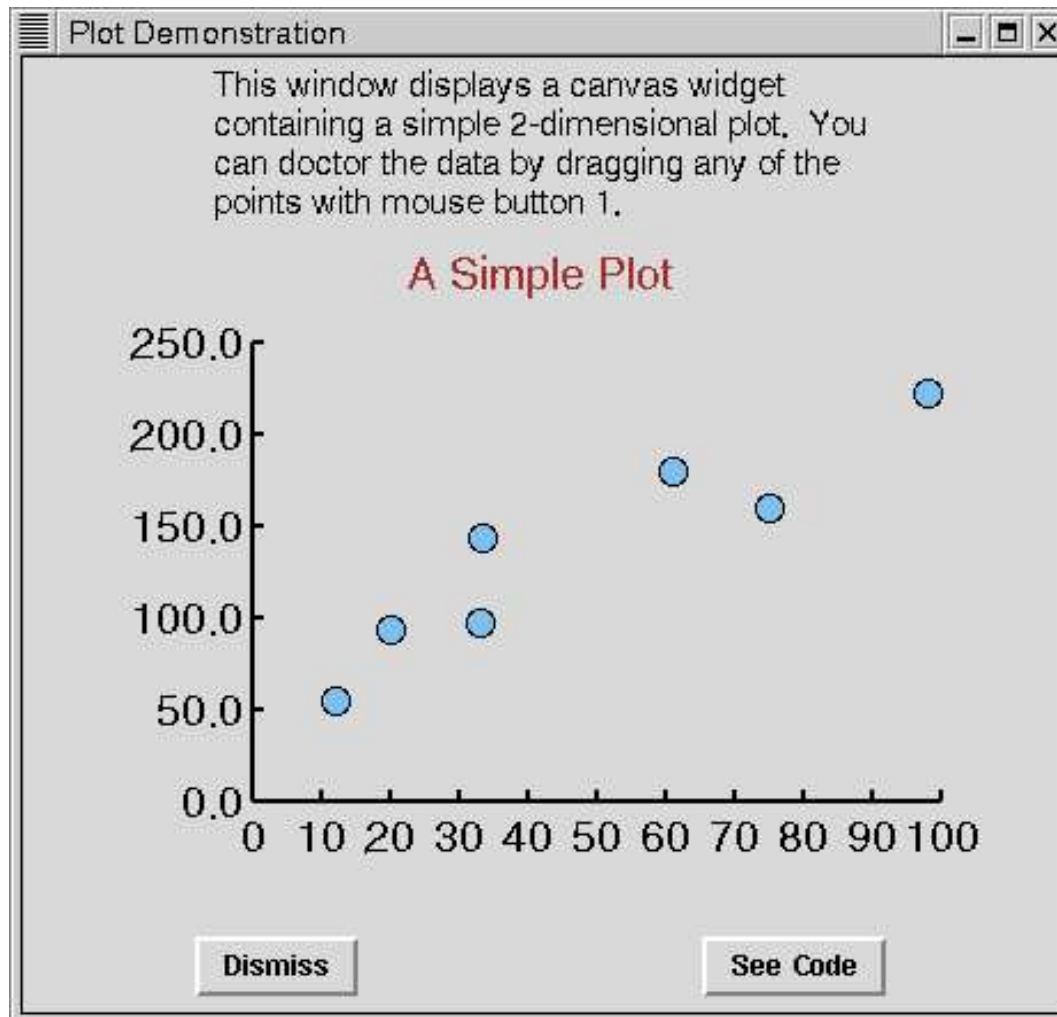 Plot Demonstration
This window displays a canvas widget
containing a simple 2-dimensional plot. You
can doctor the data by dragging any of the
points with mouse button 1.
A Simple Plot
250.0
200.0
150.0
100.0
50.0
0.0
0 10 20 30 40 50 60 70 80 90 100
Dismiss See Code